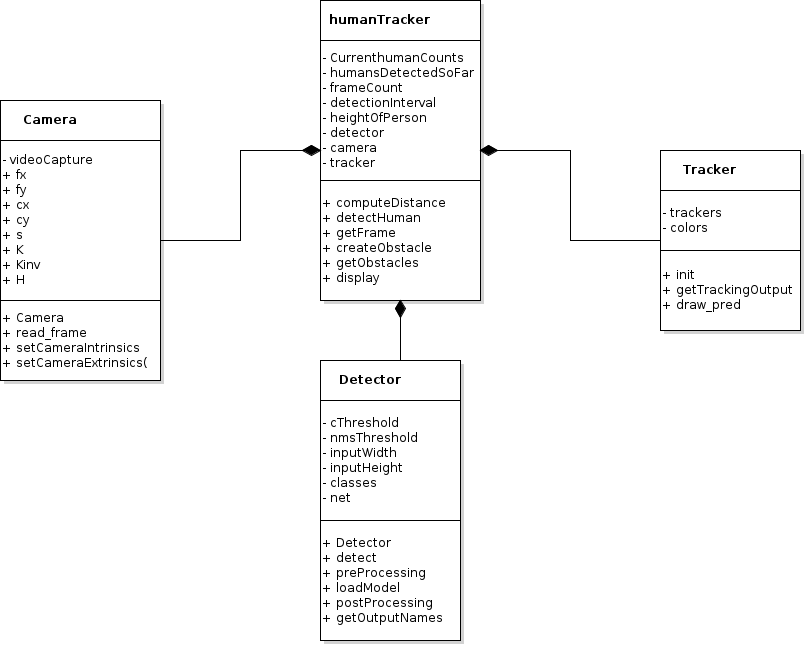 humanTracker
- CurrenthumanCounts
- humansDetectedSoFar
- frameCount
- detectionInterval
- heightOfPerson
- detector
- camera
- tracker
+ computeDistance
+ detectHuman
+ getFrame
+ createObstacle
+ getObstacles
+ display
Camera
- videoCapture
+ fx
+ fy
+ cx
+ cy
+ s
+ K
+ Kinv
+ H
+ Camera
+ read_frame
+ setCameraIntrinsics
+ setCameraExtrinsics(
Tracker
- trackers
- colors
+ init
+ getTrackingOutput
+ draw_pred
Detector
- cThreshold
- nmsThreshold
- inputWidth
- inputHeight
- classes
- net
+ Detector
+ detect
+ preProcessing
+ loadModel
+ postProcessing
+ getOutputNames